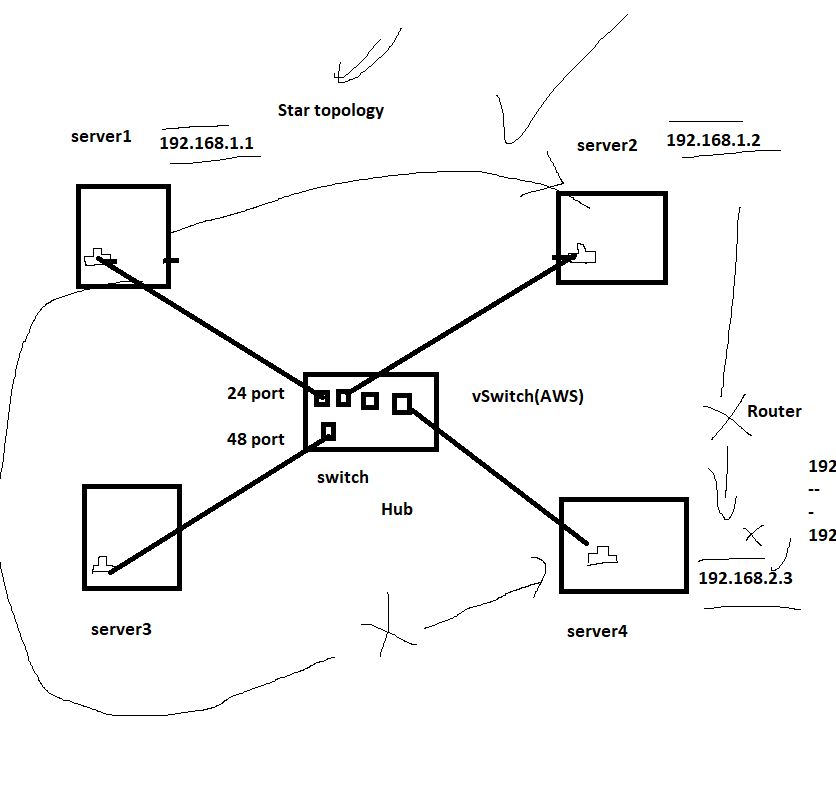 Star topology
server1
192.168.1.1
server2
192.168.1.2
24 port
48 port
vSwitch(AWS)
Router
switch
Hub
192
--
-
192
192.168.2.3
server3
server4